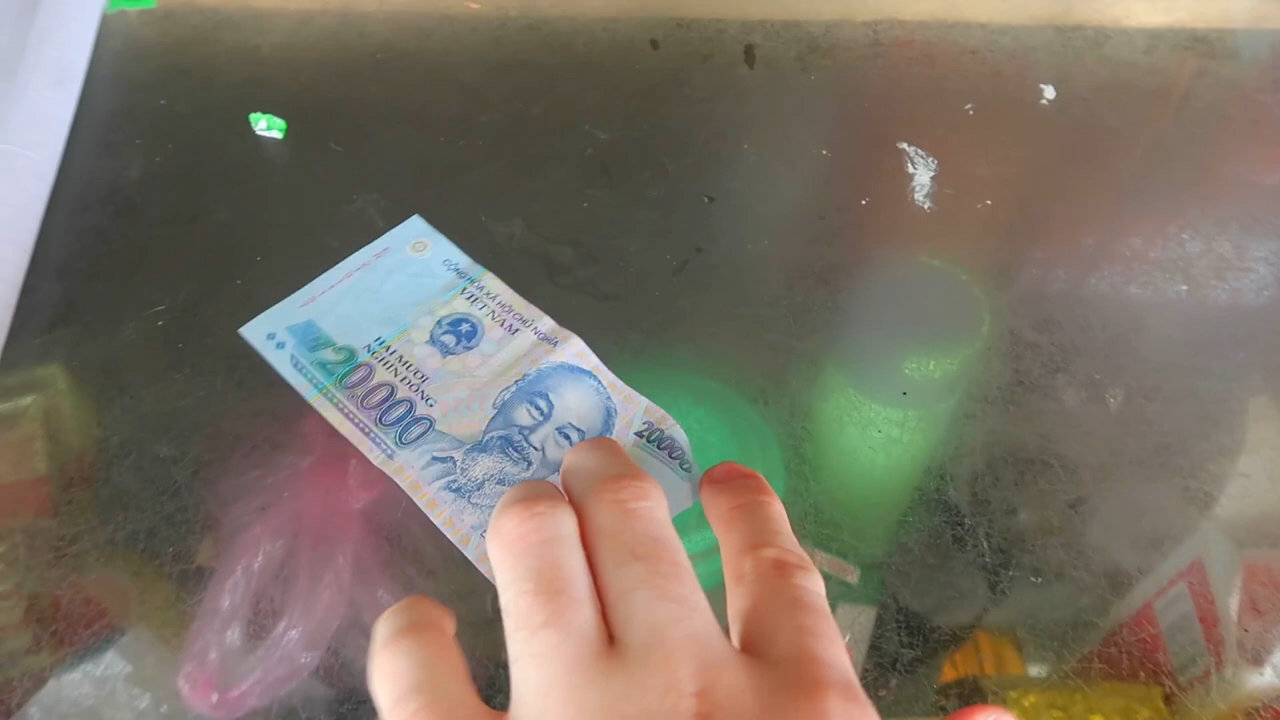 CỘNG HÒA XÃ HỘI CHỦ NGHĨA
VIỆT NAM
HAI MƯƠI
NGHÌN ĐỒNG
20.000
20000